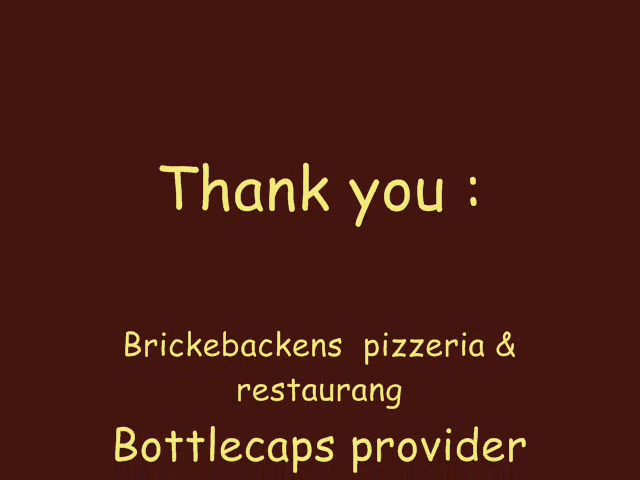 Thank you :
Brickebackens pizzeria &
restaurang
Bottlecaps provider